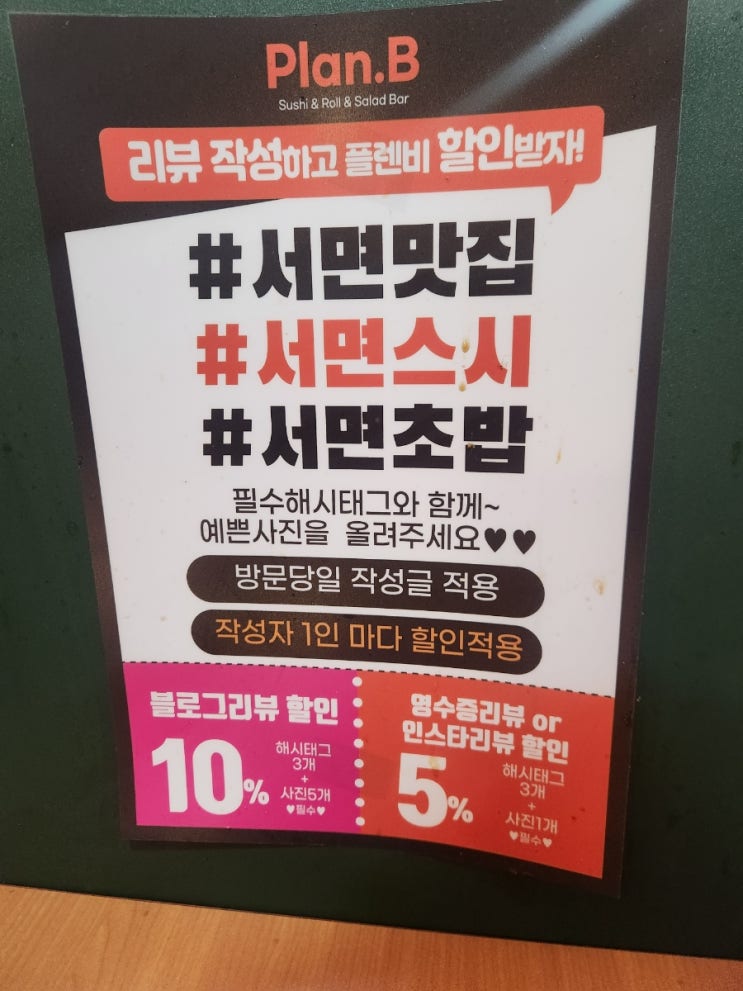 Plan.B
Sushi & Roll & Salad Bar
리뷰 작성하고 플렌비 할인받자!
#서면맛집
#서면스시
#서면초밥
필수해시태그와 함께~
예쁜사진을 올려주세요♥♥
방문당일 작성글 적용
작성자 1인 마다 할인적용
블로그리뷰 할인
10%
해시태그
3개
+
사진5개
♥필수♥
영수증리뷰 or
인스타리뷰 할인
5%
해시태그
3개
+
사진1개
♥필수♥